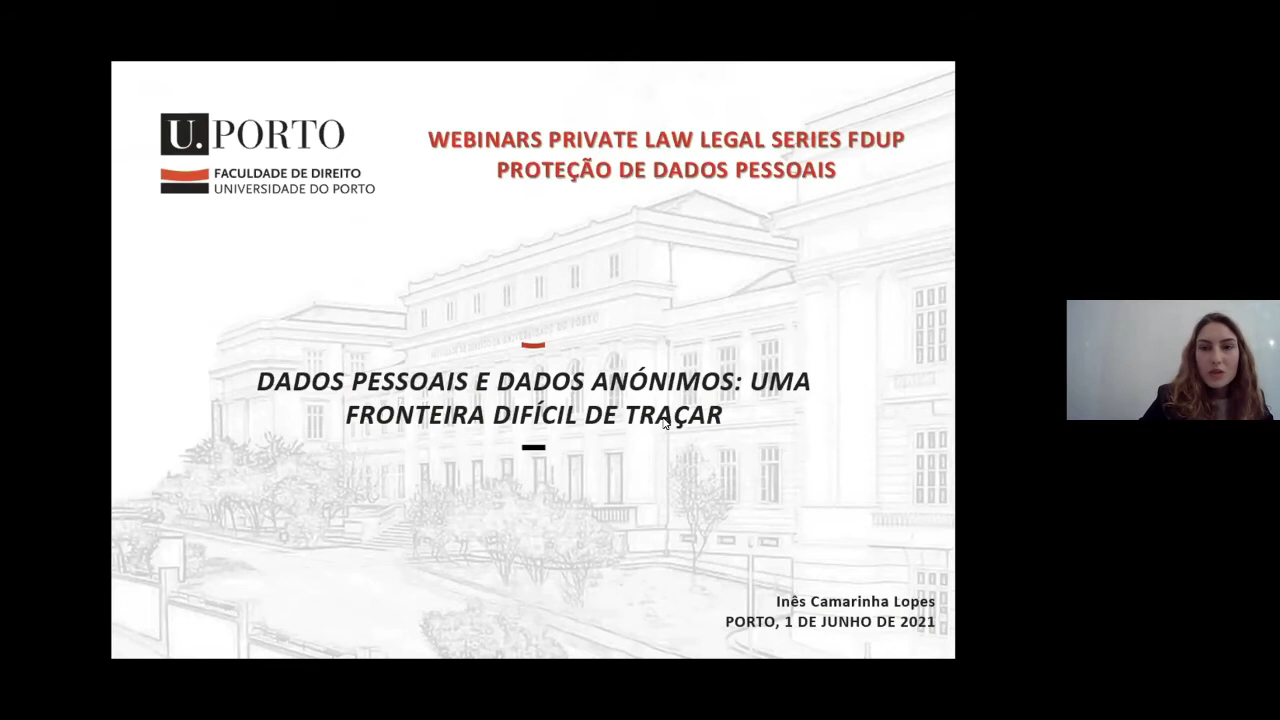 U.PORTO
FACULDADE DE DIREITO
UNIVERSIDADE DO PORTO
WEBINARS PRIVATE LAW LEGAL SERIES FDUP
PROTEÇÃO DE DADOS PESSOAIS
DADOS PESSOAIS E DADOS ANÓNIMOS: UMA
FRONTEIRA DIFÍCIL DE TRAÇAR
Inês Camarinha Lopes
PORTO, 1 DE JUNHO DE 2021